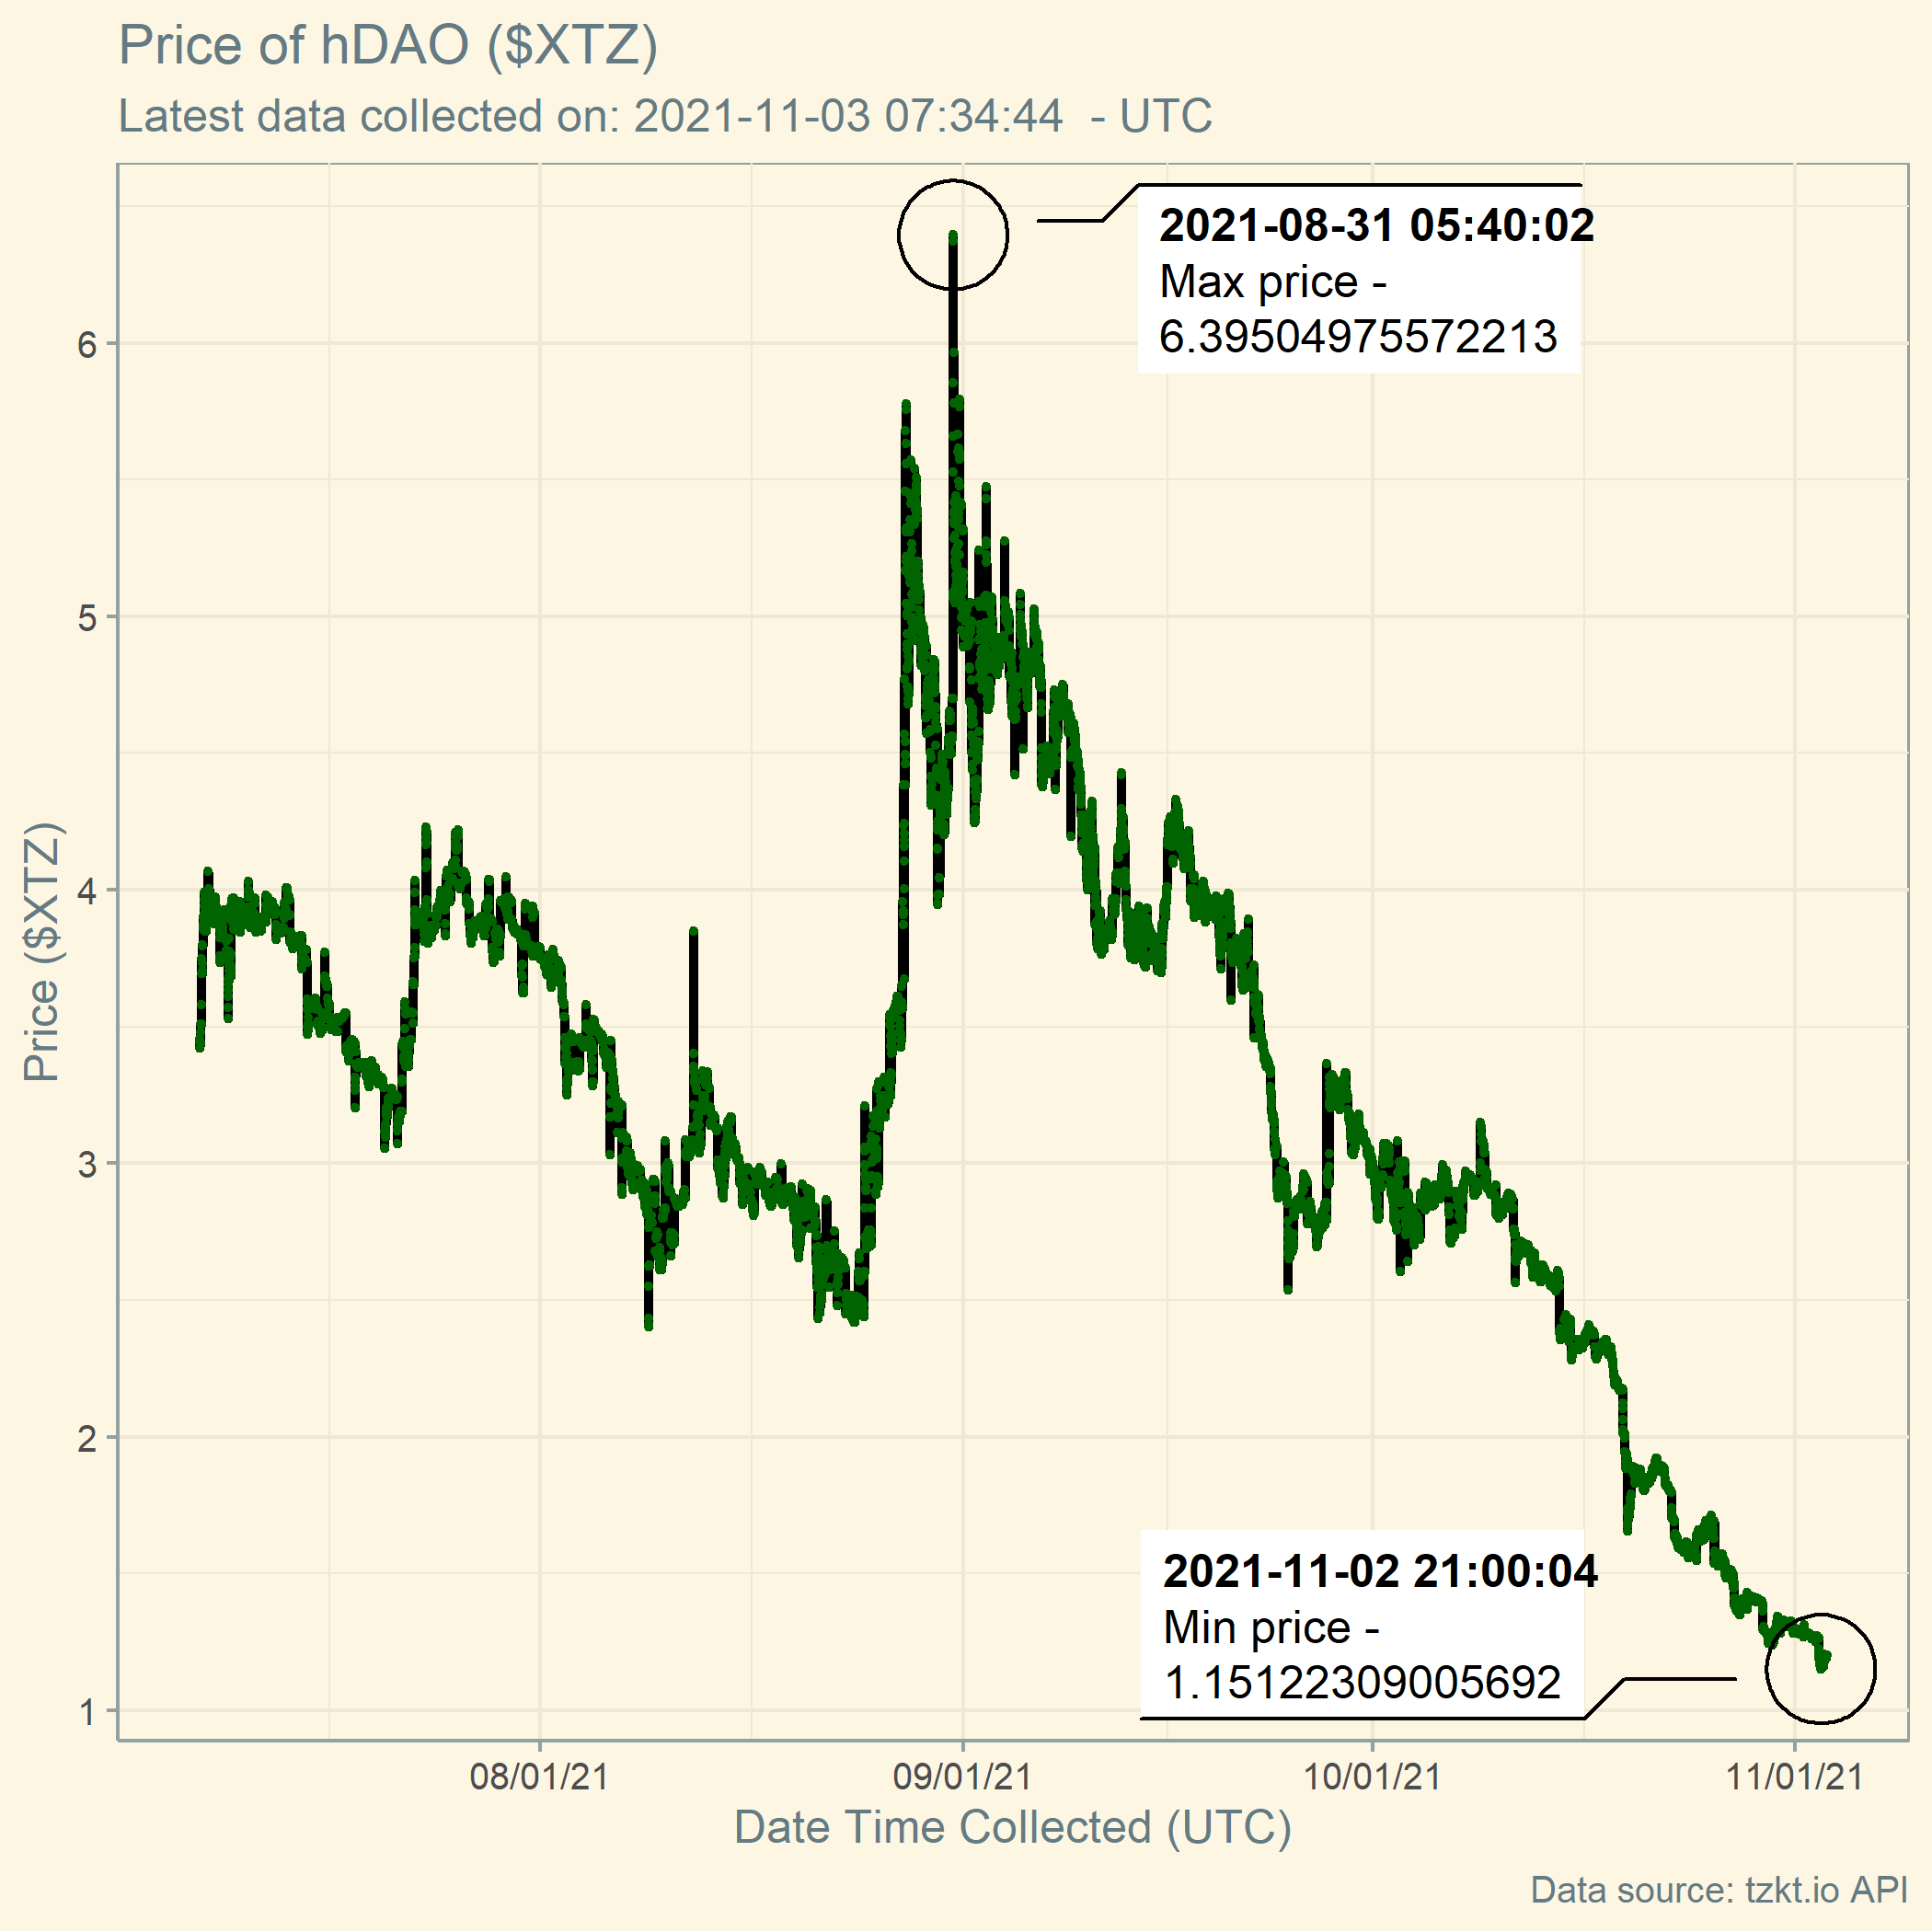 Price of hDAO ($XTZ)
Latest data collected on: 2021-11-03 07:34:44  - UTC
2021-08-31 05:40:02
Max price -
6.39504975572213
6
5
4
3
2
1
Price ($XTZ)
2021-11-02 21:00:04
Min price -
1.15122309005692
08/01/21
09/01/21
10/01/21
11/01/21
Date Time Collected (UTC)
Data source: tzkt.io API